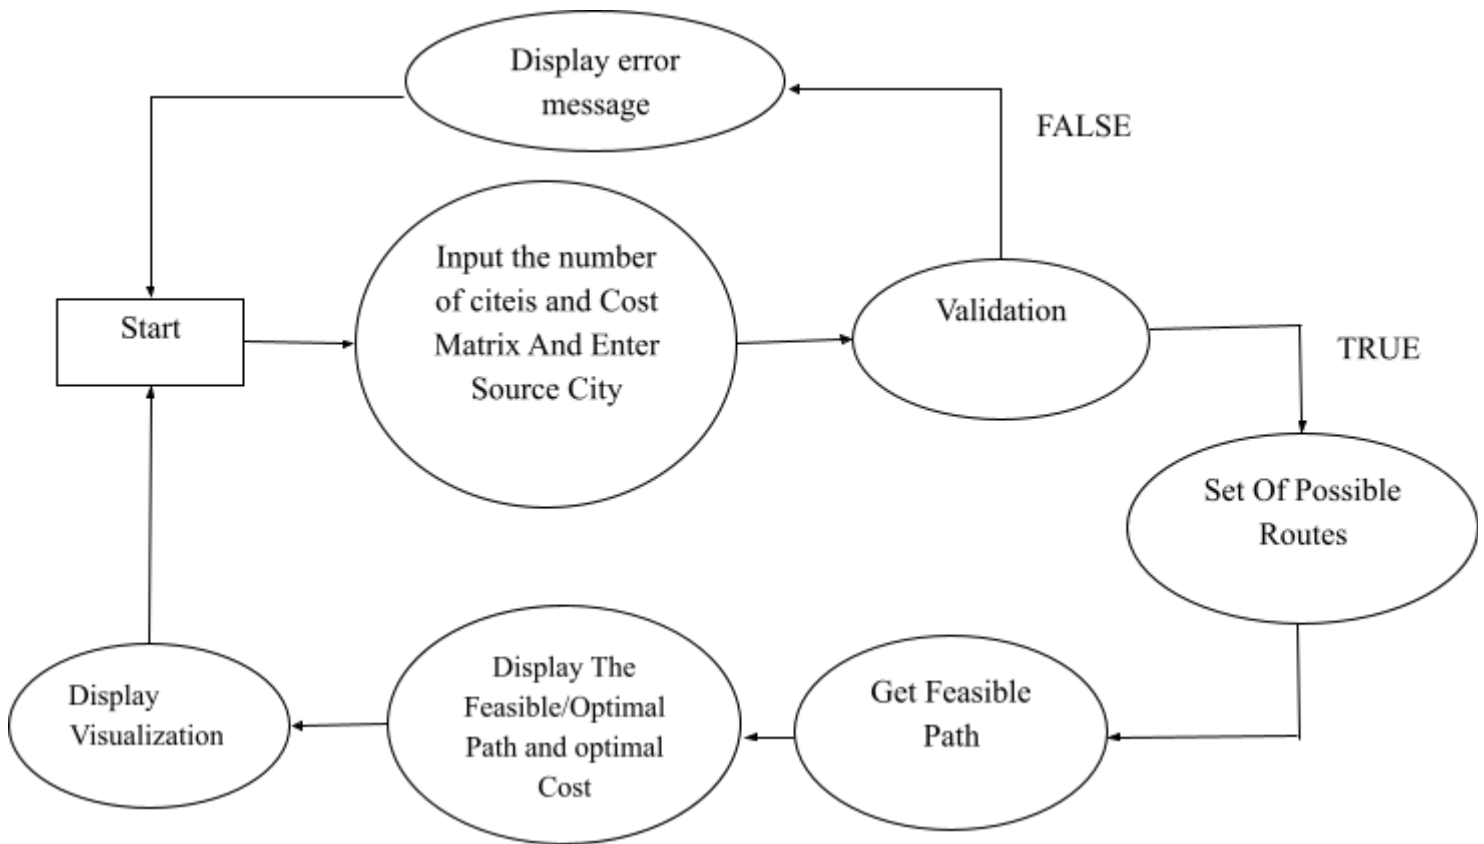 Display error
message
FALSE
Input the number
of citeis and Cost
Matrix And Enter
Source City
Validation
Start
TRUE
Set Of Possible
Routes
Get Feasible
Path
Display The
Feasible/Optimal
Path and optimal
Cost
Display
Visualization